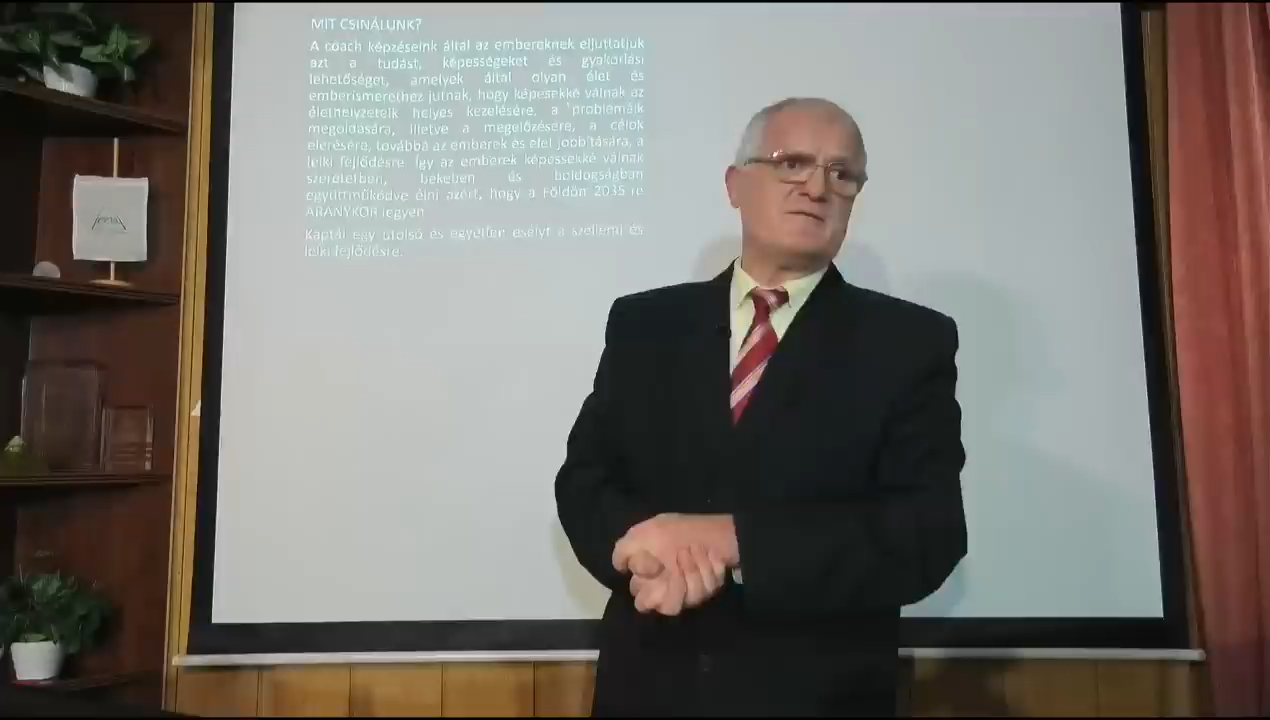 MIT CSINÁLUNK?
A coach képzéseink által az embereknek eljuttatjuk
azt a tudást, képességeket és gyakorlási
lehetőséget, amelyek által olyan élet és
emberismerethez jutnak, hogy képesekké válnak az
élethelyzeteik helyes kezelésére, a problémáik
megoldására, illetve a megelőzésére, a célok
elérésére, továbbá az emberek és élet jobbítására, a
lelki fejlődésre. Így az emberek képessekké válnak
szeretetben, békében és boldogságban
együttműködve élni azért, hogy a Földön 2035-re
ARANYKOR legyen
Kaptál egy utolsó és egyetlen esélyt a szellemi és
lelki fejlődésre.